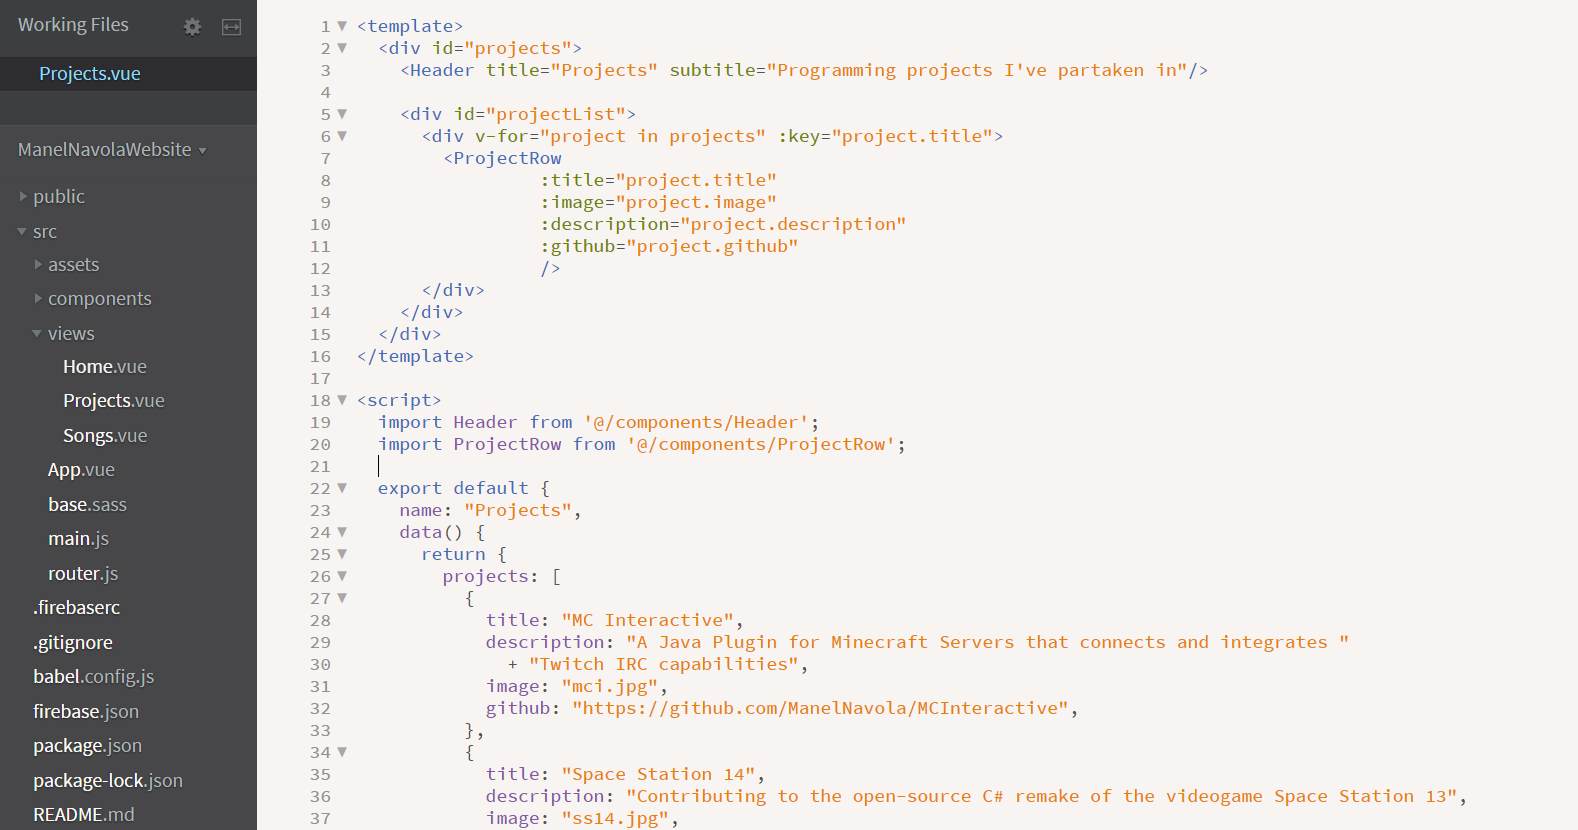 Working Files
Projects.vue
ManelNavolaWebsite
public
src
assets
components
views
Home.vue
Projects.vue
Songs.vue
App.vue
base.sass
main.js
router.js
.firebaserc
.gitignore
babel.config.js
firebase.json
package.json
package-lock.json
README.md
1 <template>
2   <div id="projects">
3     <Header title="Projects" subtitle="Programming projects I've partaken in"/>
4
5     <div id="projectList">
6       <div v-for="project in projects" :key="project.title">
7         <ProjectRow
8                  :title="project.title"
9                  :image="project.image"
10                  :description="project.description"
11                  :github="project.github"
12                  />
13       </div>
14     </div>
15   </div>
16 </template>
17
18 <script>
19   import Header from '@/components/Header';
20   import ProjectRow from '@/components/ProjectRow';
21
22   export default {
23     name: "Projects",
24     data() {
25       return {
26         projects: [
27           {
28             title: "MC Interactive",
29             description: "A Java Plugin for Minecraft Servers that connects and integrates "
30               + "Twitch IRC capabilities",
31             image: "mci.jpg",
32             github: "https://github.com/ManelNavola/MCInteractive",
33           },
34           {
35             title: "Space Station 14",
36             description: "Contributing to the open-source C# remake of the videogame Space Station 13",
37             image: "ss14.jpg",